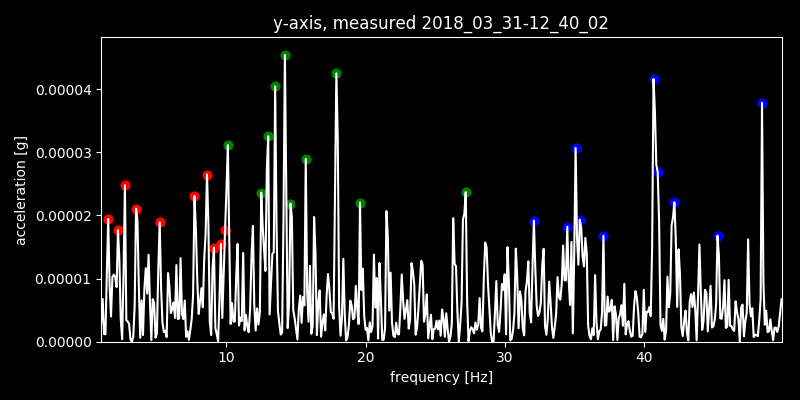 y-axis, measured 2018_03_31-12_40_02
acceleration [g]
0.00004
0.00003
0.00002
0.00001
0.00000
10 20 30 40
frequency [Hz]